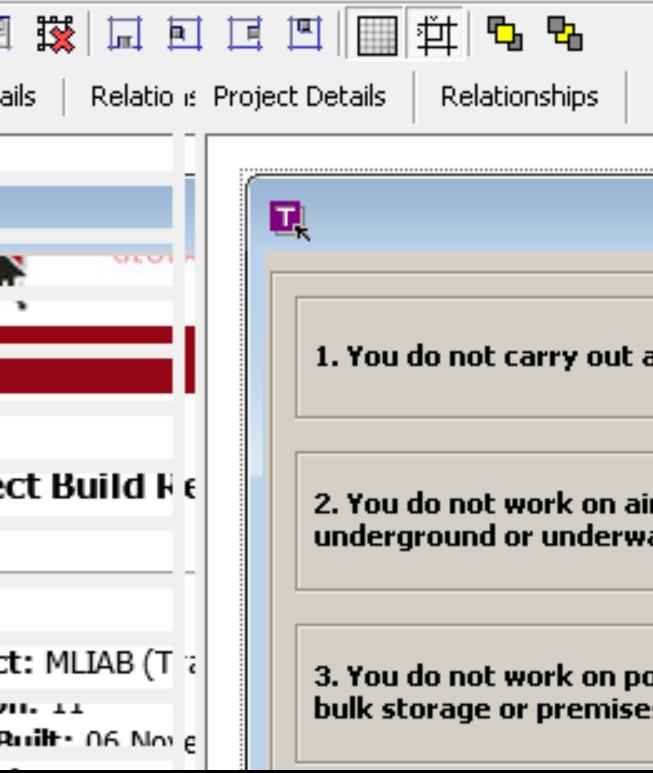 ails Relatio Project Details Relationships
ect Build Re
ct: MLIAB (T
Built: 06 Nove
T
1. You do not carry out a
2. You do not work on air
underground or underwa
3. You do not work on po
bulk storage or premises